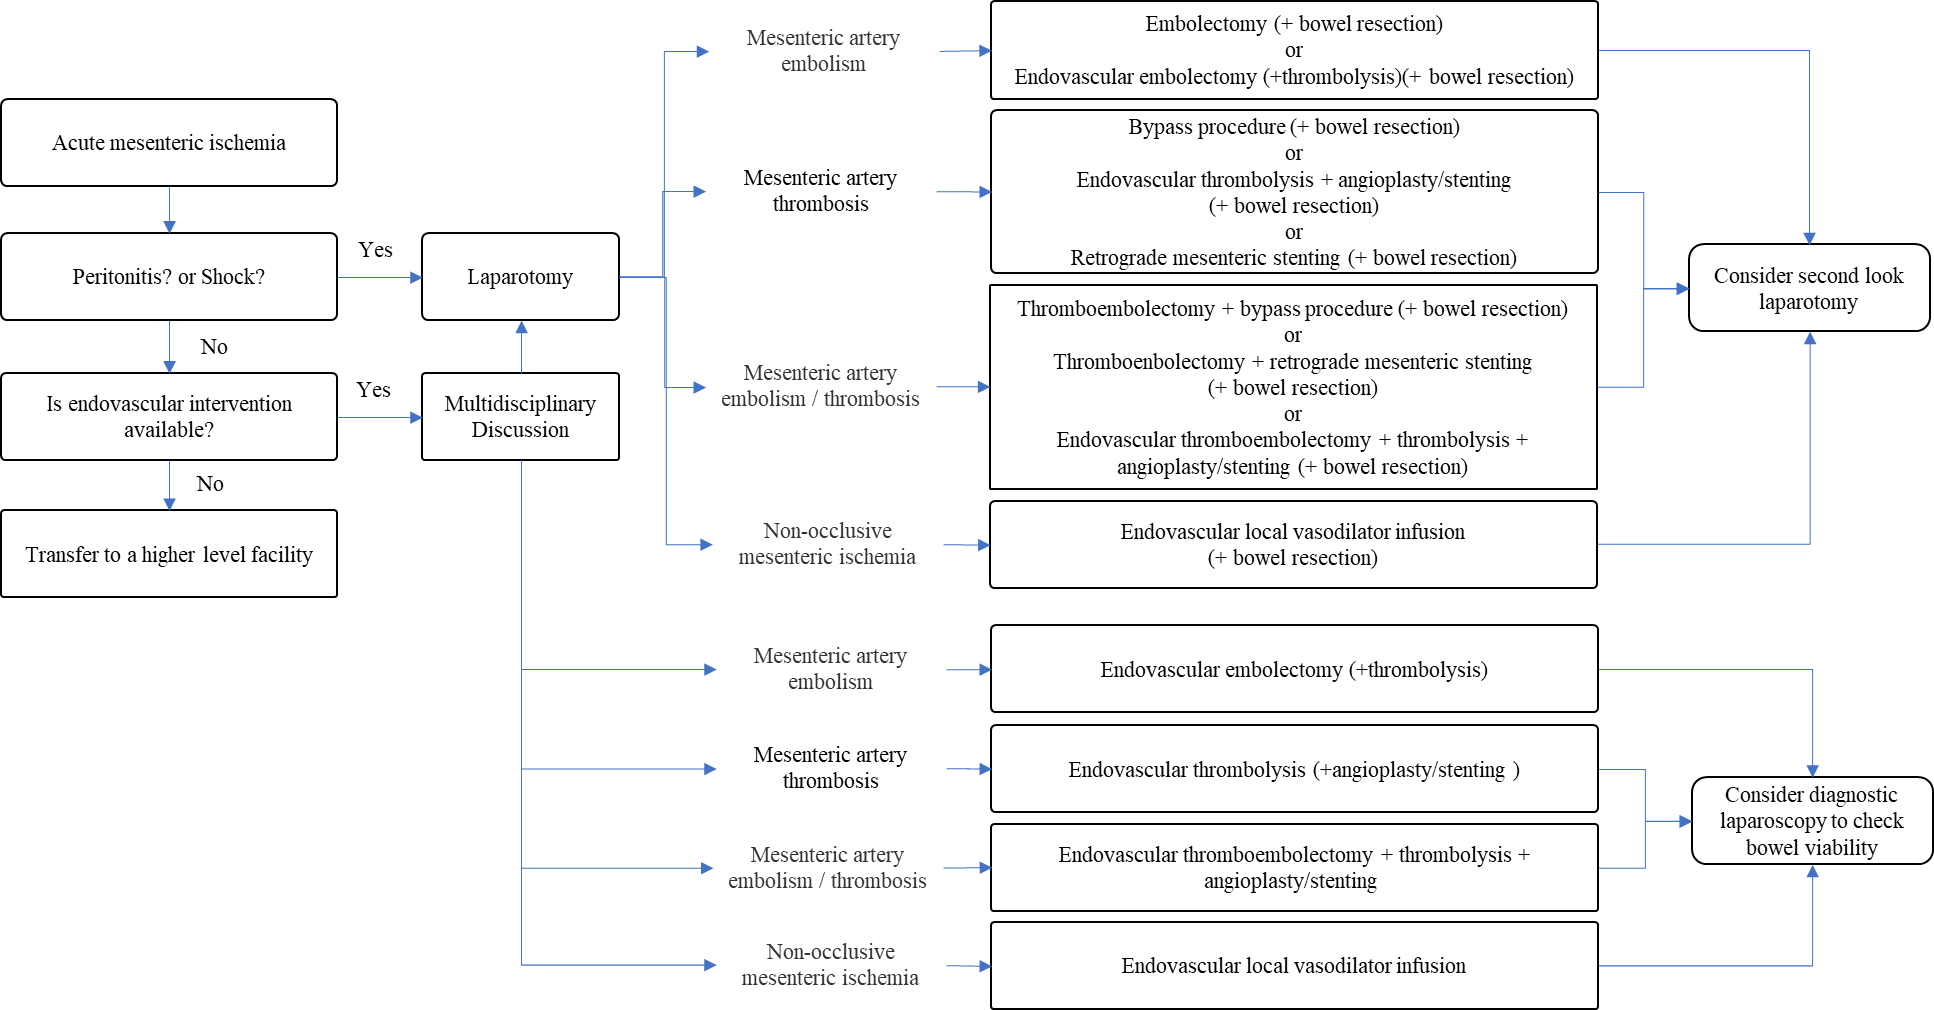 Acute mesenteric ischemia
Peritonitis? or Shock?
Yes
No
Is endovascular intervention
available?
Yes
No
Transfer to a higher level facility
Laparotomy
Multidisciplinary
Discussion
Mesenteric artery
embolism
Embolectomy (+ bowel resection)
or
Endovascular embolectomy (+thrombolysis)(+ bowel resection)
Mesenteric artery
thrombosis
Bypass procedure (+ bowel resection)
or
Endovascular thrombolysis + angioplasty/stenting
(+ bowel resection)
or
Retrograde mesenteric stenting (+ bowel resection)
Mesenteric artery
embolism / thrombosis
Thromboembolectomy + bypass procedure (+ bowel resection)
or
Thromboenbolectomy + retrograde mesenteric stenting
(+ bowel resection)
or
Endovascular thromboembolectomy + thrombolysis +
angioplasty/stenting (+ bowel resection)
Non-occlusive
mesenteric ischemia
Endovascular local vasodilator infusion
(+ bowel resection)
Consider second look
laparotomy
Mesenteric artery
embolism
Endovascular embolectomy (+thrombolysis)
Mesenteric artery
thrombosis
Endovascular thrombolysis (+angioplasty/stenting )
Mesenteric artery
embolism / thrombosis
Endovascular thromboembolectomy + thrombolysis +
angioplasty/stenting
Non-occlusive
mesenteric ischemia
Endovascular local vasodilator infusion
Consider diagnostic
laparoscopy to check
bowel viability